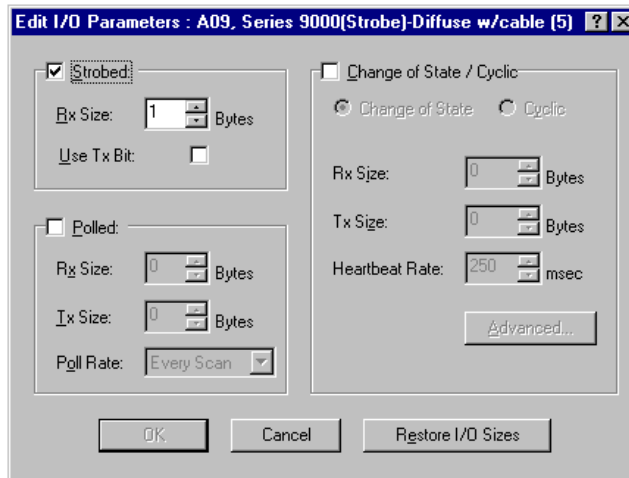 Edit I/O Parameters : A09, Series 9000(Strobe)-Diffuse w/cable (5)
Strobed:
Rx Size: 1 Bytes
Use Tx Bit:
Polled:
Rx Size: 0 Bytes
Tx Size: 0 Bytes
Poll Rate: Every Scan
Change of State / Cyclic
Change of State Cyclic
Rx Size: 0 Bytes
Tx Size: 0 Bytes
Heartbeat Rate: 250 msec
Advanced...
OK Cancel Restore I/O Sizes